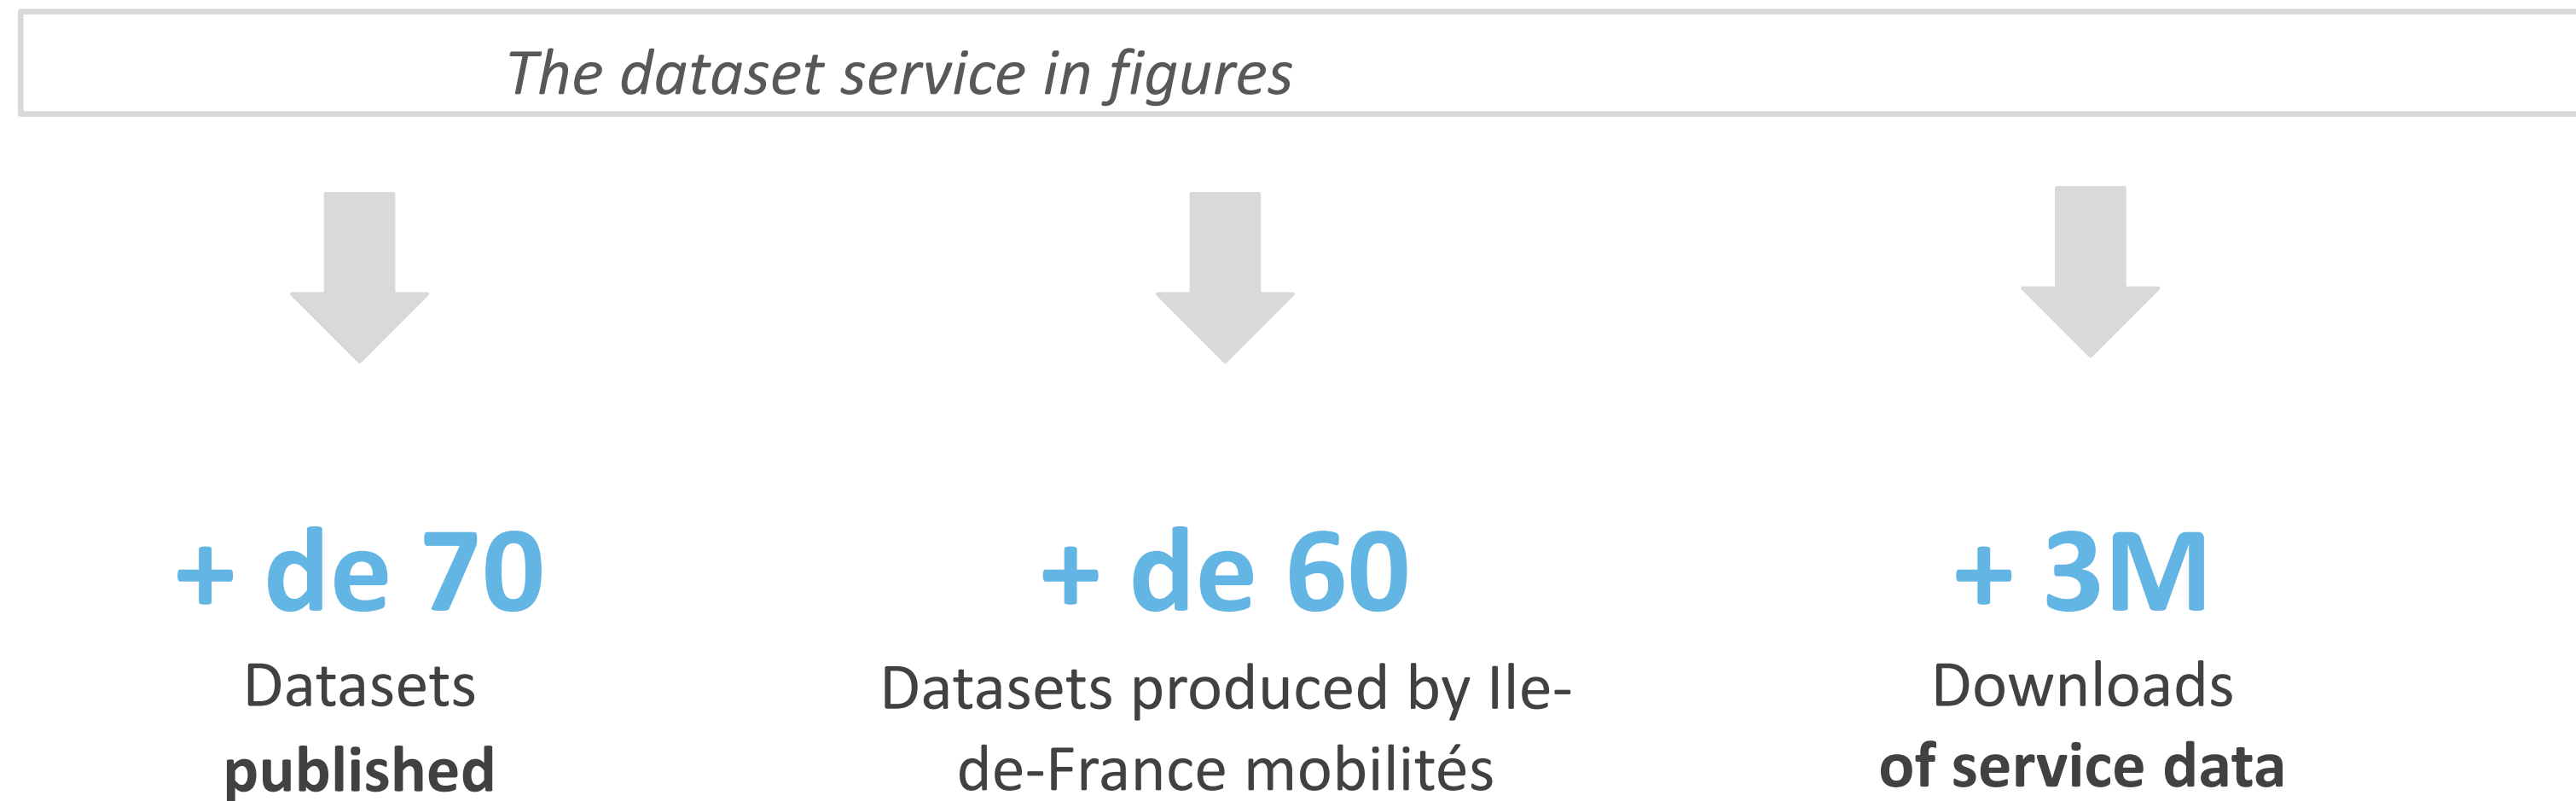 The dataset service in figures
+ de 70
Datasets
published
+ de 60
Datasets produced by Ile-
de-France mobilités
+ 3M
Downloads
of service data